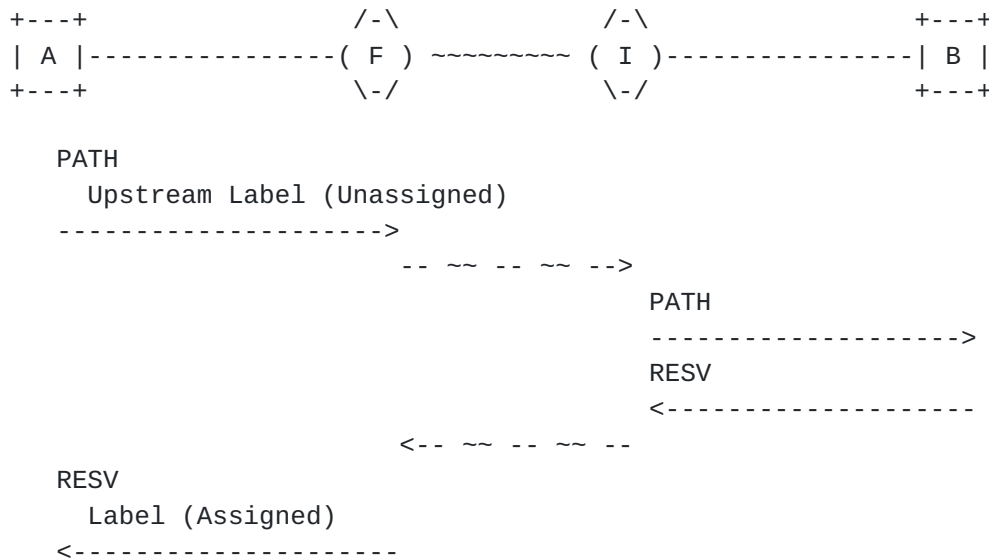 +---+                 /-\             /-\                 +---+
| A |----------------( F ) ~~~~~~~~~ ( I )----------------| B |
+---+                 \-/             \-/                 +---+
PATH
Upstream Label (Unassigned)
--------------------->
-- ~~ -- ~~ -->
PATH
-------------------->
RESV
<--------------------
<-- ~~ -- ~~ --
RESV
Label (Assigned)
<---------------------